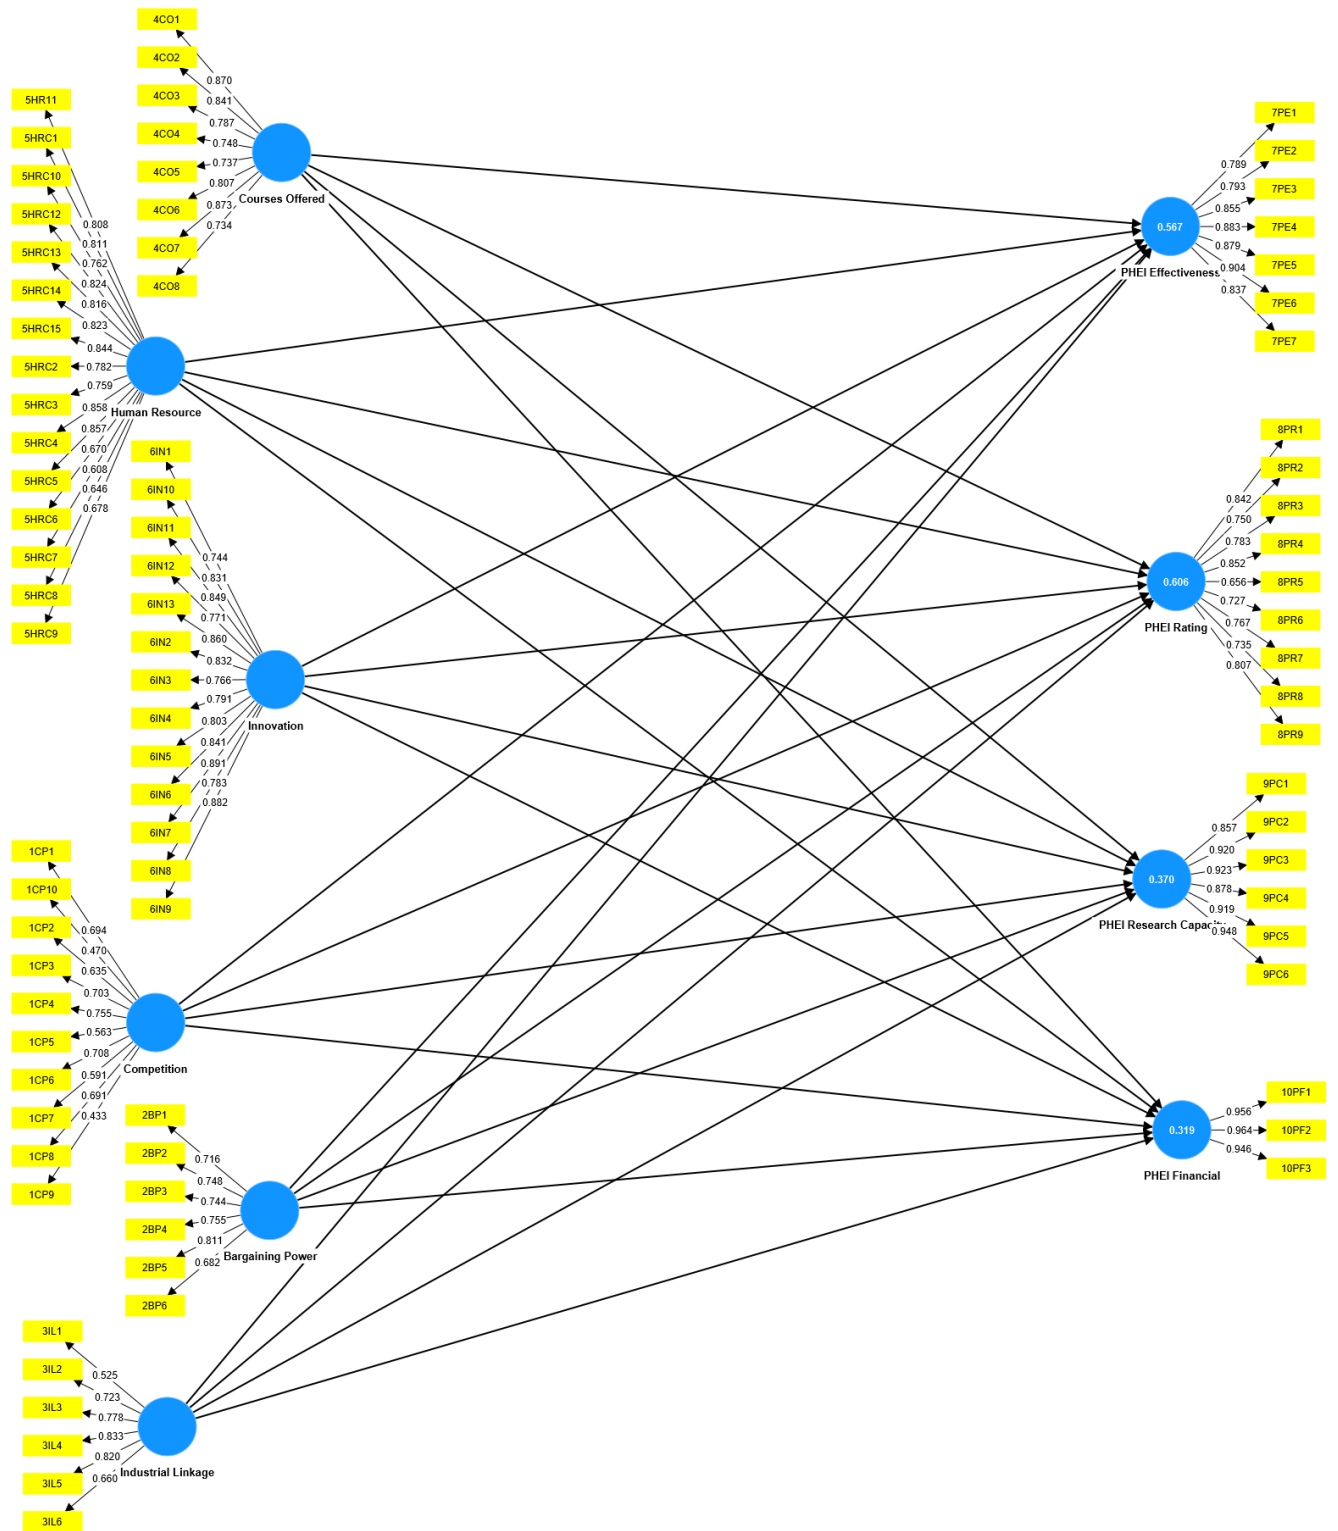 4CO1
4CO2
4CO3
4CO4
4CO5
4CO6
4CO7
4CO8
0.870
0.841
0.787
0.748
0.737
0.807
0.873
0.734
Courses Offered
5HR11
5HRC1
5HRC10
5HRC12
5HRC13
5HRC14
5HRC15
5HRC2
5HRC3
5HRC4
5HRC5
5HRC6
5HRC7
5HRC8
5HRC9
0.808
0.811
0.762
0.824
0.816
0.823
0.844
0.782
0.759
0.858
0.857
0.670
0.608
0.646
0.678
Human Resource
6IN1
6IN10
6IN11
6IN12
6IN13
6IN2
6IN3
6IN4
6IN5
6IN6
6IN7
6IN8
6IN9
0.744
0.831
0.849
0.771
0.860
0.832
0.766
0.791
0.803
0.841
0.891
0.783
0.882
Innovation
1CP1
1CP10
1CP2
1CP3
1CP4
1CP5
1CP6
1CP7
1CP8
1CP9
0.694
0.470
0.635
0.703
0.755
0.563
0.708
0.591
0.691
0.433
Competition
2BP1
2BP2
2BP3
2BP4
2BP5
2BP6
0.716
0.748
0.744
0.755
0.811
0.682
Bargaining Power
3IL1
3IL2
3IL3
3IL4
3IL5
3IL6
0.525
0.723
0.778
0.833
0.820
0.660
Industrial Linkage
7PE1
7PE2
7PE3
7PE4
7PE5
7PE6
7PE7
0.789
0.793
0.855
0.883
0.879
0.904
0.837
0.567
PHEI Effectiveness
8PR1
8PR2
8PR3
8PR4
8PR5
8PR6
8PR7
8PR8
8PR9
0.842
0.750
0.783
0.852
0.656
0.727
0.767
0.735
0.807
0.606
PHEI Rating
9PC1
9PC2
9PC3
9PC4
9PC5
9PC6
0.857
0.920
0.923
0.878
0.919
0.948
0.370
PHEI Research Capacity
10PF1
10PF2
10PF3
0.956
0.964
0.946
0.319
PHEI Financial